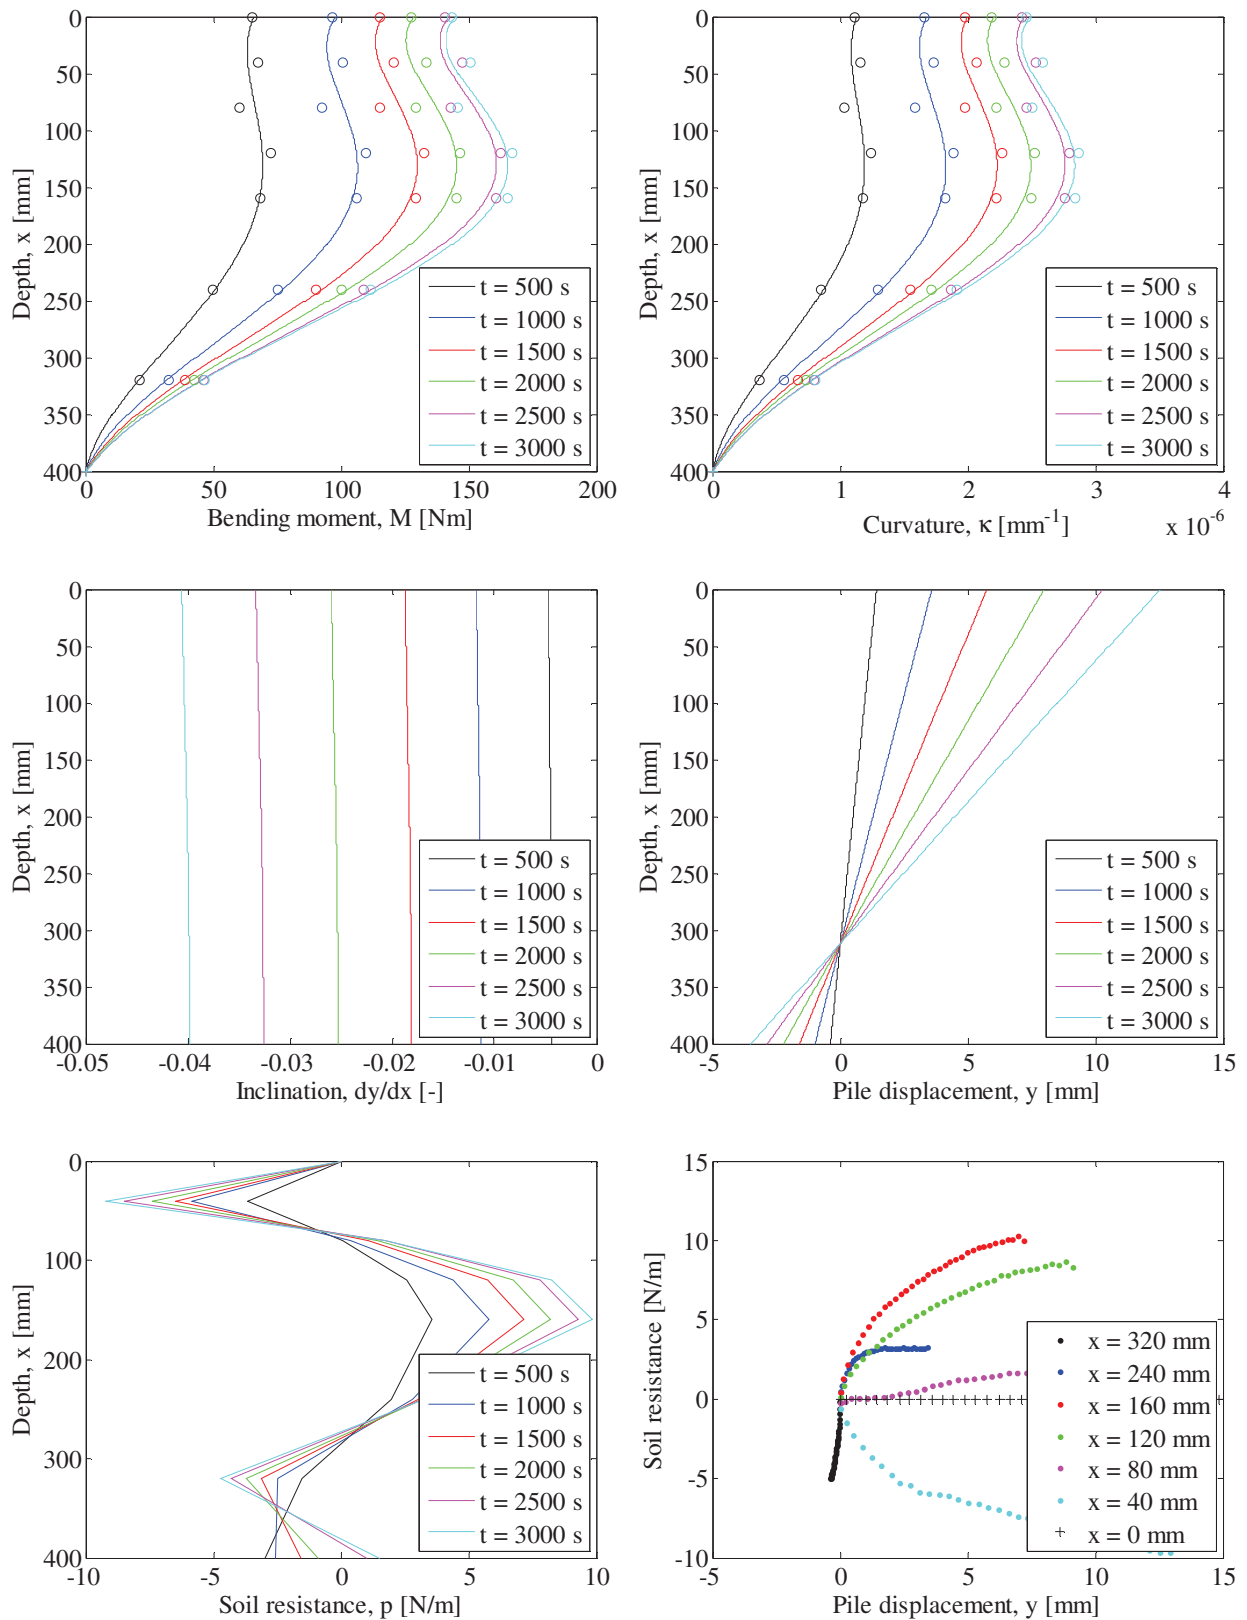 0
50
100
150
200
250
300
350
400
0
50
100
150
200
Depth, x [mm]
Bending moment, M [Nm]
t = 500 s
t = 1000 s
t = 1500 s
t = 2000 s
t = 2500 s
t = 3000 s
0
50
100
150
200
250
300
350
400
0
1
2
3
4
x 10-6
Depth, x [mm]
Curvature, κ [mm-1]
t = 500 s
t = 1000 s
t = 1500 s
t = 2000 s
t = 2500 s
t = 3000 s
0
50
100
150
200
250
300
350
400
-0.05
-0.04
-0.03
-0.02
-0.01
0
Depth, x [mm]
Inclination, dy/dx [-]
t = 500 s
t = 1000 s
t = 1500 s
t = 2000 s
t = 2500 s
t = 3000 s
0
50
100
150
200
250
300
350
400
-5
0
5
10
15
Depth, x [mm]
Pile displacement, y [mm]
t = 500 s
t = 1000 s
t = 1500 s
t = 2000 s
t = 2500 s
t = 3000 s
0
100
200
300
400
-10
-5
0
5
10
Depth, x [mm]
Soil resistance, p [N/m]
t = 500 s
t = 1000 s
t = 1500 s
t = 2000 s
t = 2500 s
t = 3000 s
15
10
5
0
-5
-10
-5
0
5
10
15
Soil resistance [N/m]
Pile displacement, y [mm]
x = 320 mm
x = 240 mm
x = 160 mm
x = 120 mm
x = 80 mm
x = 40 mm
x = 0 mm